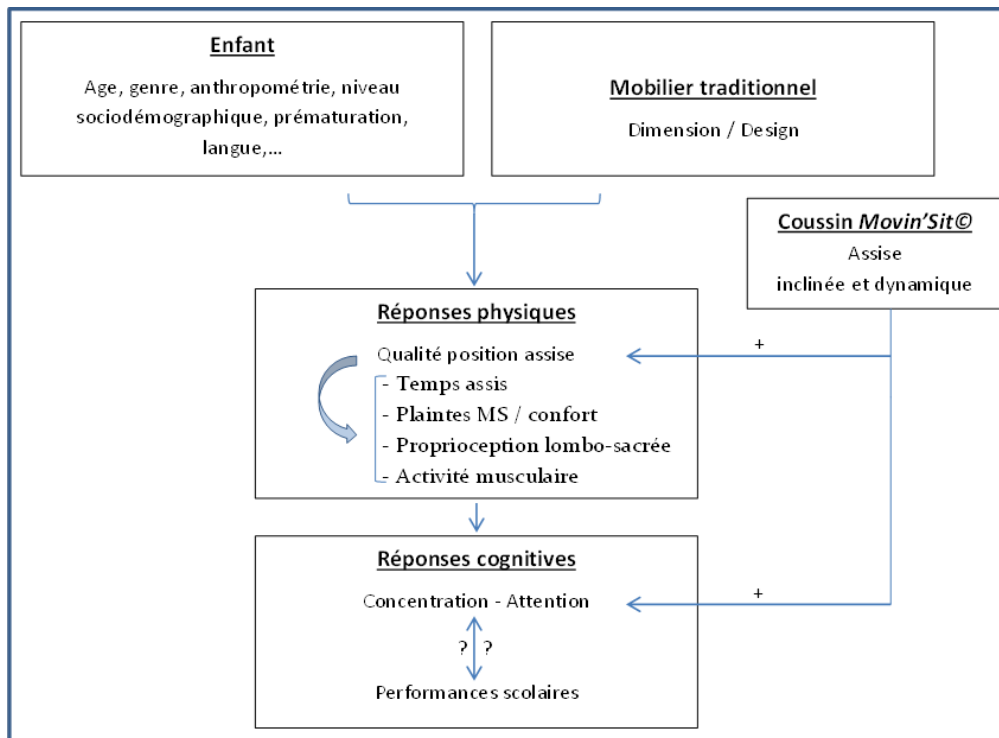 Enfant
Age, genre, anthropométrie, niveau
sociodémographique, prématuration,
langue,...
Mobilier traditionnel
Dimension / Design
Coussin Movin'Sit©
Assise
inclinée et dynamique
Réponses physiques
Qualité position assise
+
- Temps assis
- Plaintes MS / confort
- Proprioception lombo-sacrée
- Activité musculaire
Réponses cognitives
Concentration - Attention
+
? ?
Performances scolaires